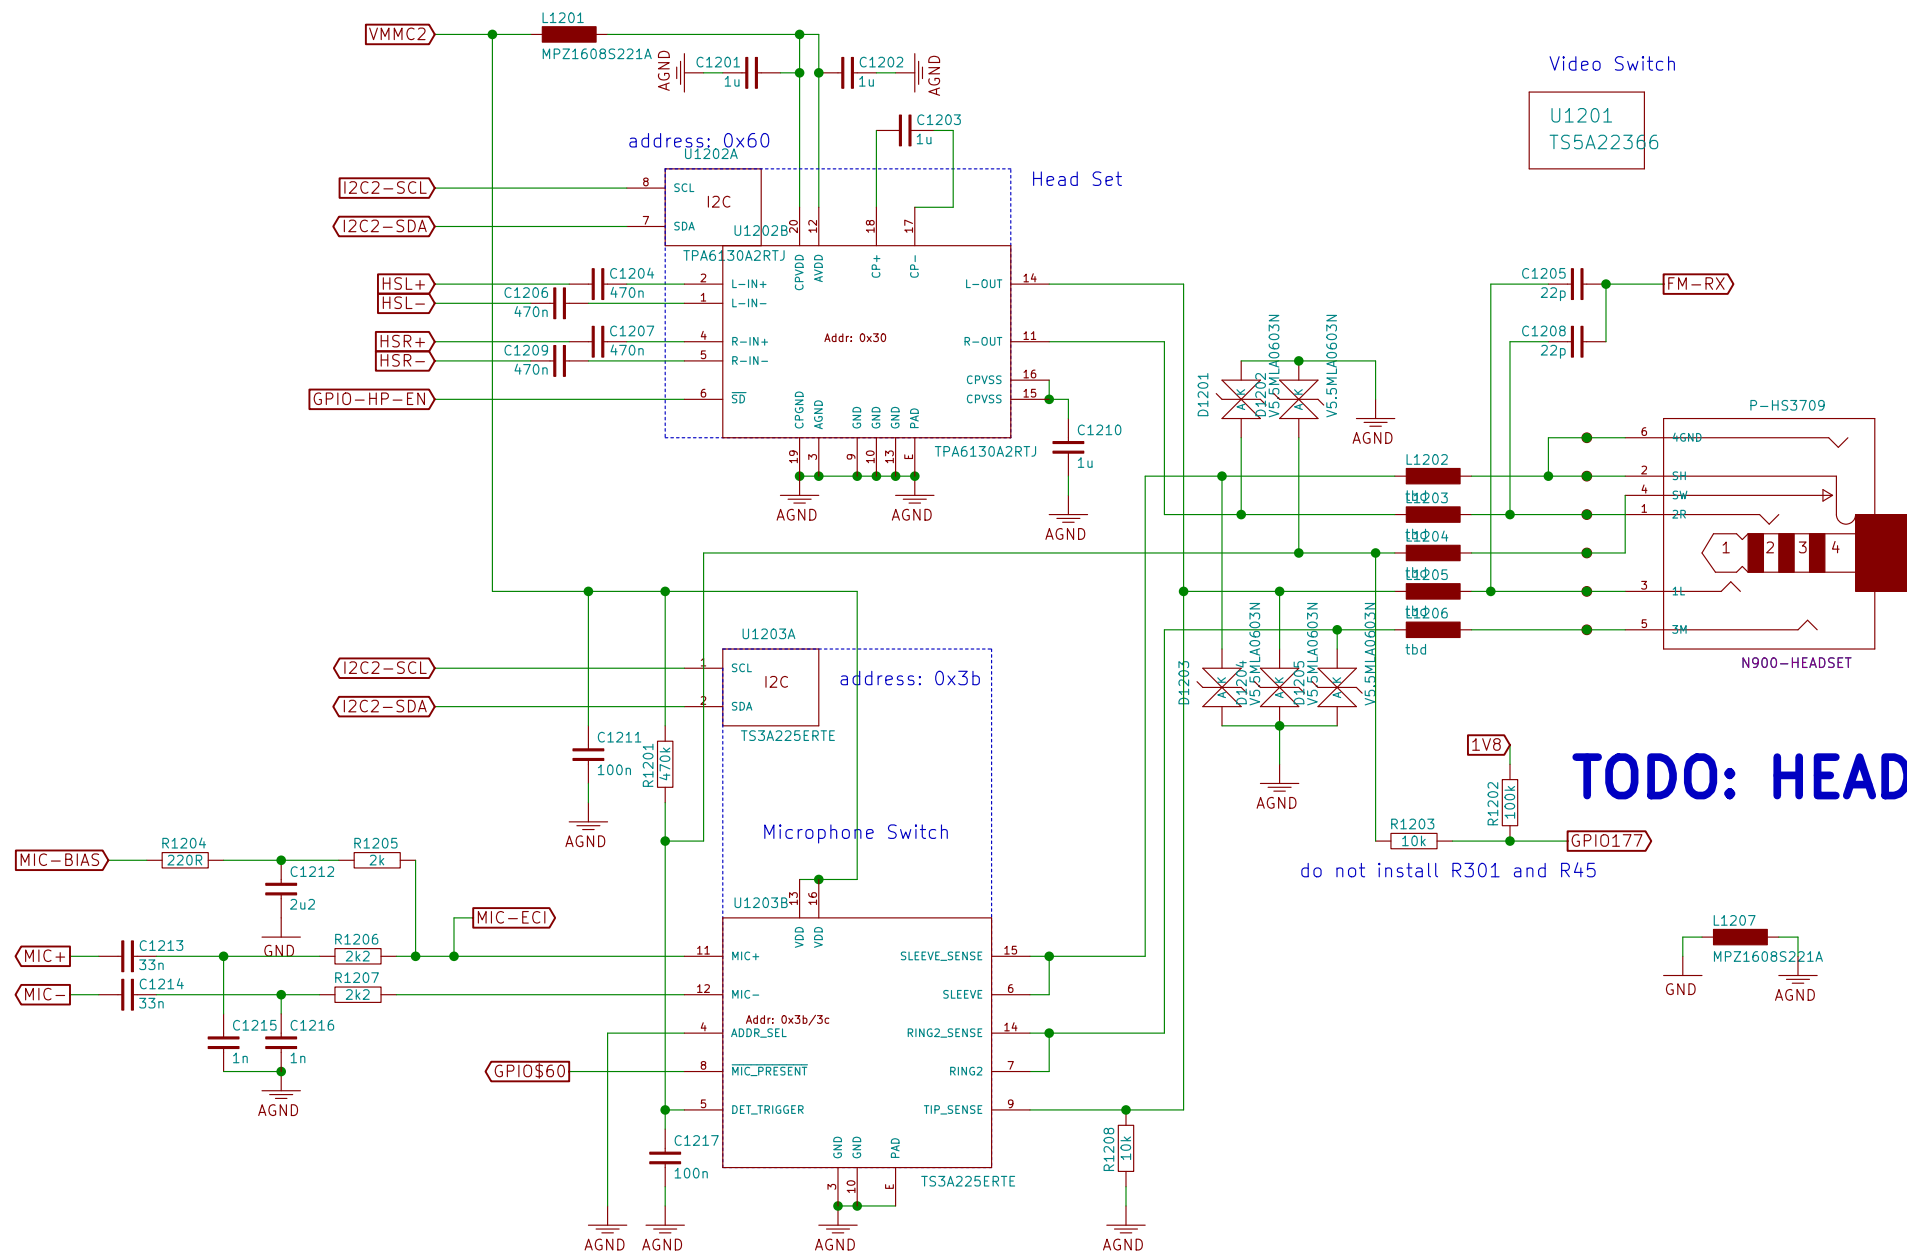 VMMC2
L1201
MPZ1608S221A
AGND
C1201
1u
C1202
1u
AGND
C1203
1u
Video Switch
U1201
TS5A22366
address: 0x60
U1202A
Head Set
I2C2-SCL
8
SCL
I2C
I2C2-SDA
7
SDA
U1202B
TPA6130A2RTJ
20
12
18
17
CPVDD
AVDD
CP+
CP-
HSL+
C1204
470n
2
L-IN+
HSL-
C1206
470n
1
L-IN-
HSR+
C1207
470n
4
R-IN+
HSR-
C1209
470n
5
R-IN-
GPIO-HP-EN
6
SD
Addr: 0x30
L-OUT
14
R-OUT
11
CPVSS
16
CPVSS
15
CPGND
AGND
GND
GND
GND
PAD
19
3
9
10
13
E
TPA6130A2RTJ
AGND
AGND
C1210
1u
AGND
D1201
A
K
V5.5MLA0603N
D1202
A
K
V5.5MLA0603N
AGND
C1205
22p
FM-RX
C1208
22p
P-HS3709
6
4GND
2
SH
4
SW
1
2R
3
1L
5
3M
1
2
3
4
N900-HEADSET
L1202
tbd
L1203
tbd
L1204
tbd
L1205
tbd
L1206
tbd
D1203
A
K
V5.5MLA0603N
D1204
A
K
V5.5MLA0603N
D1205
A
K
V5.5MLA0603N
AGND
U1203A
I2C2-SCL
1
SCL
I2C
address: 0x3b
I2C2-SDA
2
SDA
TS3A225ERTE
C1211
100n
AGND
R1201
470k
1V8
R1202
100k
R1203
10k
GPIO177
do not install R301 and R45
TODO: HEAD
Microphone Switch
MIC-BIAS
R1204
220R
R1205
2k
C1212
2u2
GND
MIC-ECI
MIC+
C1213
33n
R1206
2k2
MIC-
C1214
33n
R1207
2k2
C1215
1n
C1216
1n
AGND
U1203B
13
16
VDD
VDD
11
MIC+
12
MIC-
Addr: 0x3b/3c
4
ADDR_SEL
GPIO$60
8
MIC_PRESENT
5
DET_TRIGGER
SLEEVE_SENSE
15
SLEEVE
6
RING2_SENSE
14
RING2
7
TIP_SENSE
9
GND
GND
PAD
3
10
E
TS3A225ERTE
C1217
100n
R1208
10k
AGND
AGND
AGND
AGND
L1207
MPZ1608S221A
GND
AGND